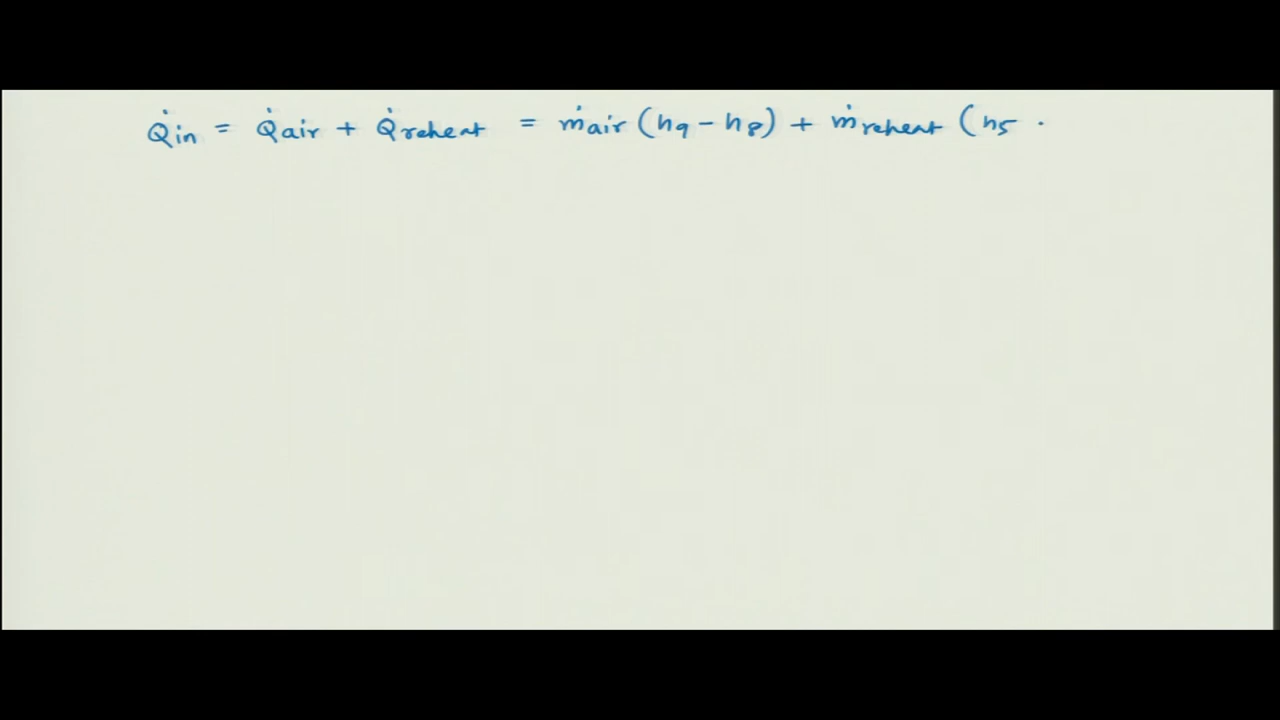 Q̇in = Q̇air + Q̇reheat = ṁair (h9 - h8) + ṁreheat (h5 -